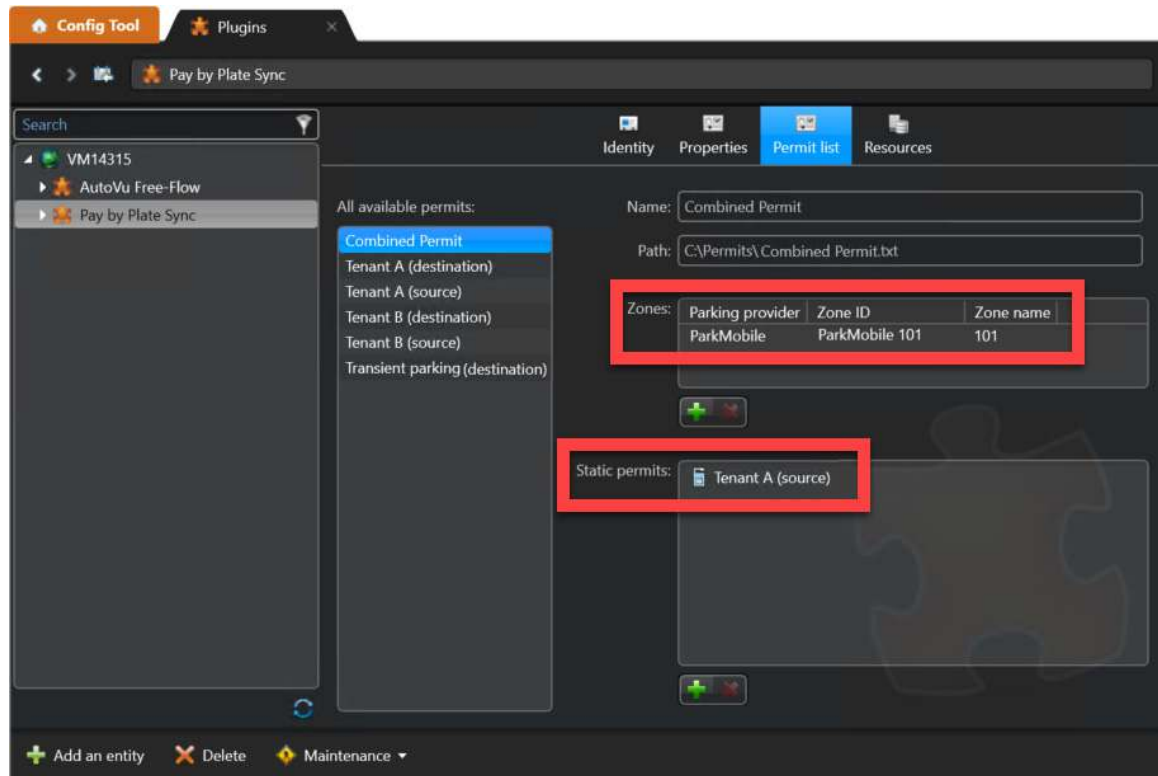 Config Tool
Plugins
Pay by Plate Sync
Search
VM14315
AutoVu Free-Flow
Pay by Plate Sync
Identity
Properties
Permit list
Resources
All available permits:
Combined Permit
Tenant A (destination)
Tenant A (source)
Tenant B (destination)
Tenant B (source)
Transient parking (destination)
Name: Combined Permit
Path: C:\Permits\Combined Permit.txt
Zones: Parking provider Zone ID Zone name
ParkMobile ParkMobile 101 101
Static permits: Tenant A (source)
Add an entity Delete Maintenance